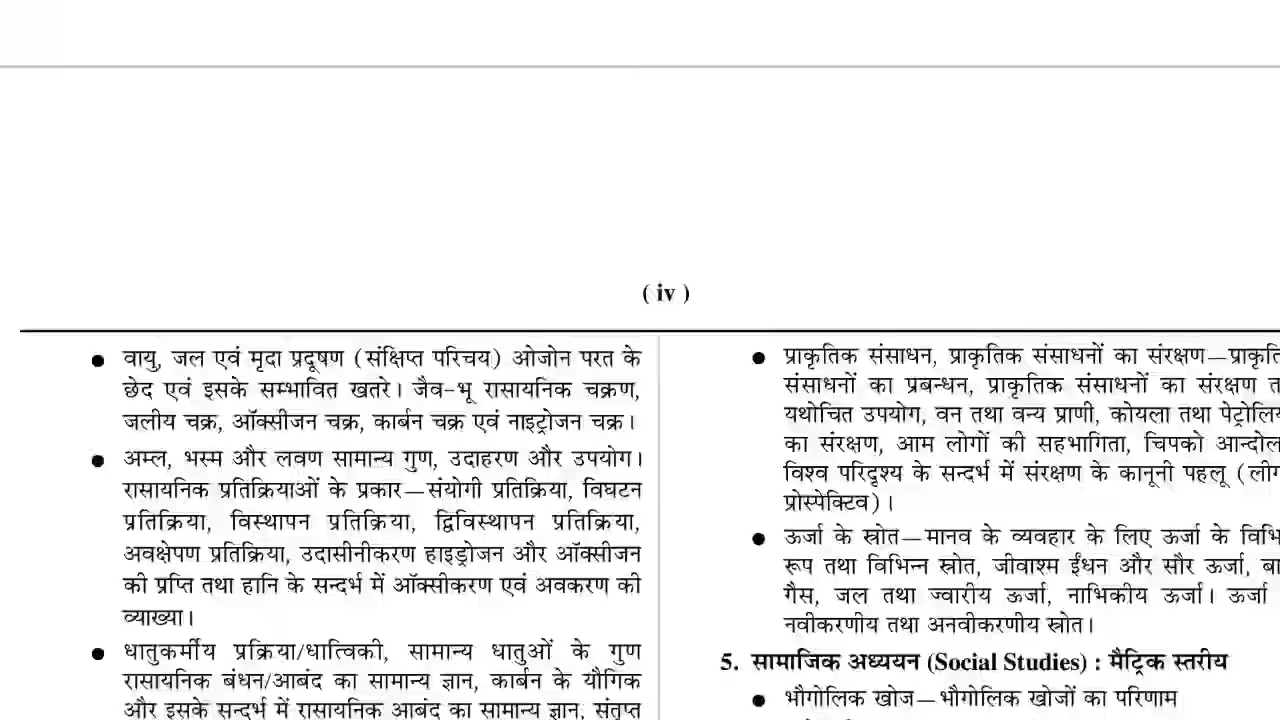 ( iv )
वायु, जल एवं मृदा प्रदूषण (संक्षिप्त परिचय) ओजोन परत के
छेद एवं इसके सम्भावित खतरे। जैव-भू रासायनिक चक्रण,
जलीय चक्र, ऑक्सीजन चक्र, कार्बन चक्र एवं नाइट्रोजन चक्र।
अम्ल, भस्म और लवण सामान्य गुण, उदाहरण और उपयोग।
रासायनिक प्रतिक्रियाओं के प्रकार—संयोगी प्रतिक्रिया, विघटन
प्रतिक्रिया, विस्थापन प्रतिक्रिया, द्विविस्थापन प्रतिक्रिया,
अवक्षेपण प्रतिक्रिया, उदासीनीकरण हाइड्रोजन और ऑक्सीजन
की प्रप्ति तथा हानि के सन्दर्भ में ऑक्सीकरण एवं अवकरण की
व्याख्या।
धातुकर्मीय प्रक्रिया/धात्विकी, सामान्य धातुओं के गुण
रासायनिक बंधन/आबंद का सामान्य ज्ञान, कार्बन के यौगिक
और इसके सन्दर्भ में रासायनिक आबंद का सामान्य ज्ञान, संतृप्त
प्राकृतिक संसाधन, प्राकृतिक संसाधनों का संरक्षण—
संसाधनों का प्रबन्धन, प्राकृतिक संसाधनों का संरक्षण
यथोचित उपयोग, वन तथा वन्य प्राणी, कोयला तथा
का संरक्षण, आम लोगों की सहभागिता, चिपको
विश्व परिदृश्य के सन्दर्भ में संरक्षण के कानूनी पहलू
प्रोस्पेक्टिव)।
ऊर्जा के स्रोत—मानव के व्यवहार के लिए ऊर्जा के
रूप तथा विभिन्न स्रोत, जीवाश्म ईंधन और सौर ऊर्जा,
गैस, जल तथा ज्वारीय ऊर्जा, नाभिकीय ऊर्जा। ऊर्जा
नवीकरणीय तथा अनवीकरणीय स्रोत।
5. सामाजिक अध्ययन (Social Studies) : मैट्रिक स्तरीय
भौगोलिक खोज—भौगोलिक खोजों का परिणाम